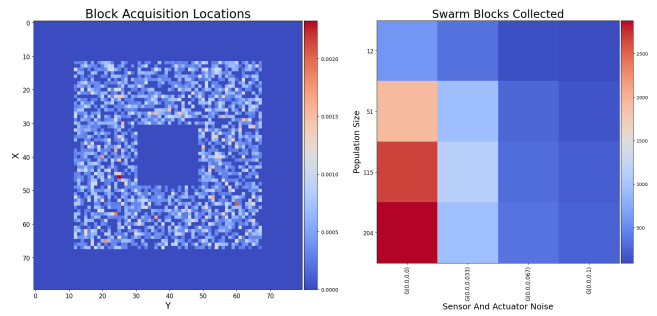 Block Acquisition Locations
0
10
20
30
40
50
60
70
X
0 10 20 30 40 50 60 70
Y
0.0020
0.0015
0.0010
0.0005
0.0000
Swarm Blocks Collected
12
51
115
204
Population Size
G(0.0,0.0) G(0.0,0.033) G(0.0,0.067) G(0.0,0.1)
Sensor And Actuator Noise
2500
2000
1500
1000
500